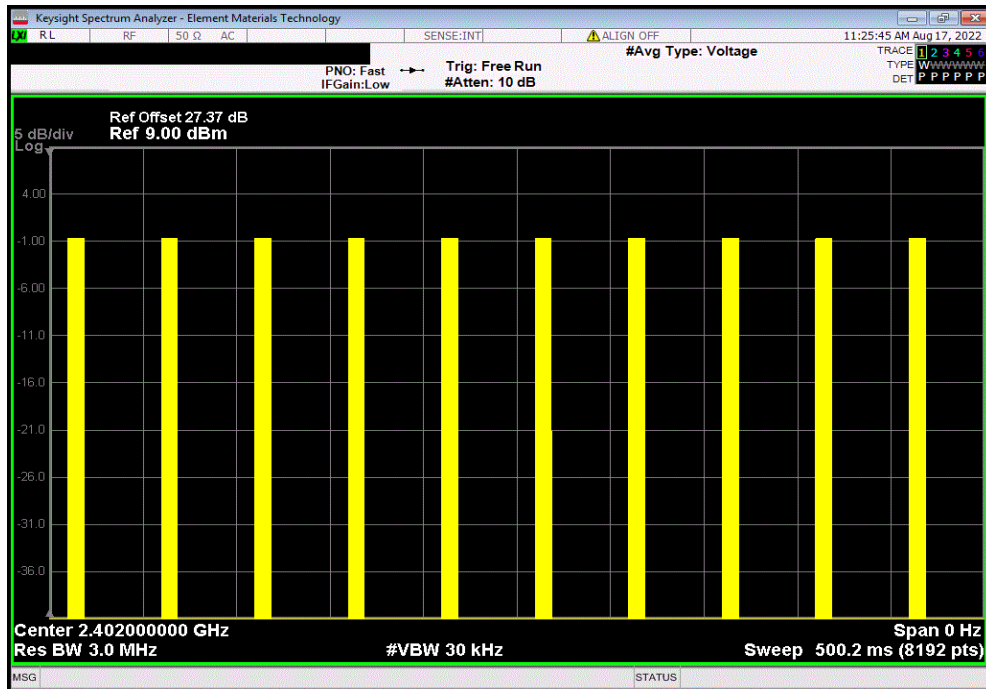 Keysight Spectrum Analyzer - Element Materials Technology
LXI RL RF 50 Ω AC SENSE:INT ALIGN OFF 11:25:45 AM Aug 17, 2022
#Avg Type: Voltage TRACE 1 2 3 4 5 6
PNO: Fast Trig: Free Run TYPE WWWWWW
IFGain:Low #Atten: 10 dB DET P P P P P P
Ref Offset 27.37 dB
5 dB/div Ref 9.00 dBm
Log
4.00
-1.00
-6.00
-11.0
-16.0
-21.0
-26.0
-31.0
-36.0
Center 2.402000000 GHz Span 0 Hz
Res BW 3.0 MHz #VBW 30 kHz Sweep 500.2 ms (8192 pts)
MSG STATUS